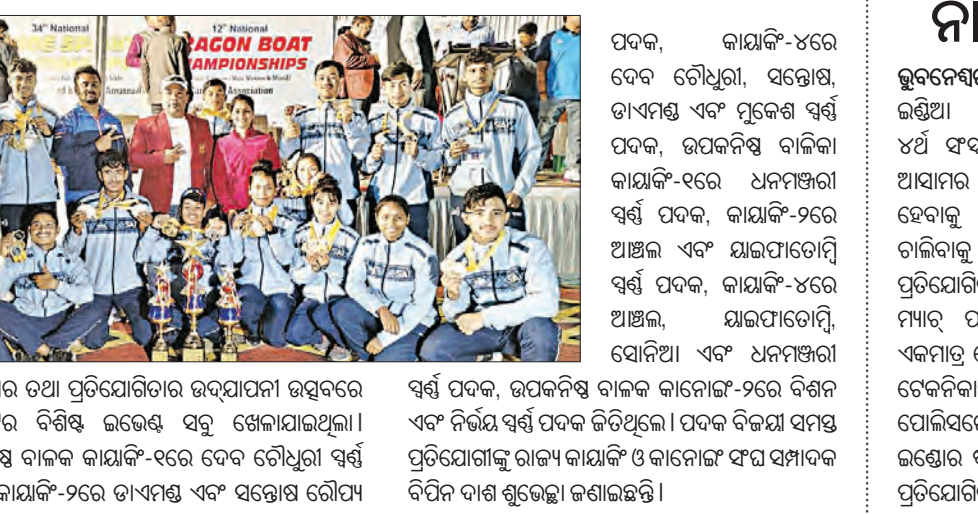 34th National
12th National
RAGON BOAT
HAMPIONSHIPS
Association
ର ତଥା ପ୍ରତିଯୋଗିତାର ଉଦ୍‌ଯାପନୀ ଉତ୍ସବରେ
ର ବିଶିଷ୍ଟ ଇଭେଣ୍ଟ ସବୁ ଖେଳାଯାଇଥିଲା।
ଷ୍ଠ ବାଳକ କାୟାକିଂ-୧ରେ ଦେବ ଚୌଧୁରୀ ସ୍ୱର୍ଣ୍ଣ
କାୟାକିଂ-୨ରେ ଡାଏମଣ୍ଡ ଏବଂ ସନ୍ତୋଷ ରୌପ୍ୟ
ପଦକ, କାୟାକିଂ-୪ରେ
ଦେବ ଚୌଧୁରୀ, ସନ୍ତୋଷ,
ଡାଏମଣ୍ଡ ଏବଂ ମୁକେଶ ସ୍ୱର୍ଣ୍ଣ
ପଦକ, ଉପକନିଷ୍ଠ ବାଳିକା
କାୟାକିଂ-୧ରେ ଧନମଞ୍ଜରୀ
ସ୍ୱର୍ଣ୍ଣ ପଦକ, କାୟାକିଂ-୨ରେ
ଆଞ୍ଚଲ ଏବଂ ୟାଇଫାତୋମ୍ବି
ସ୍ୱର୍ଣ୍ଣ ପଦକ, କାୟାକିଂ-୪ରେ
ଆଞ୍ଚଲ, ୟାଇଫାତୋମ୍ବି,
ସୋନିଆ ଏବଂ ଧନମଞ୍ଜରୀ
ସ୍ୱର୍ଣ୍ଣ ପଦକ, ଉପକନିଷ୍ଠ ବାଳକ କାନୋଇଂ-୨ରେ ବିଶନ
ଏବଂ ନିର୍ଭୟ ସ୍ୱର୍ଣ୍ଣ ପଦକ ଜିତିଥିଲେ। ପଦକ ବିଜୟୀ ସମସ୍ତ
ପ୍ରତିଯୋଗୀଙ୍କୁ ରାଜ୍ୟ କାୟାକିଂ ଓ କାନୋଇଂ ସଂଘ ସମ୍ପାଦକ
ବିପିନ ଦାଶ ଶୁଭେଚ୍ଛା ଜଣାଇଛନ୍ତି।
ଭୁବନେଶ୍ୱର
ଇଣ୍ଡିଆ
୪ର୍ଥ ସଂସ
ଆସାମର
ହେବାକୁ
ଚାଲିବାକୁ
ପ୍ରତିଯୋଗି
ମ୍ୟାଚ୍ ପ
ଏକମାତ୍ର
ଟେକନିକା
ପୋଲିସରେ
ଇଣ୍ଡୋର
ପ୍ରତିଯୋଗି